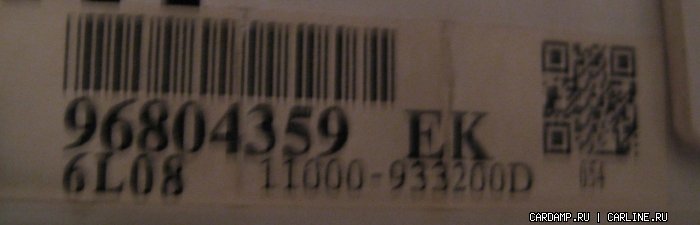 96804359 EK
6L08 11000-933200D 054
CARDAMP.RU | CARLINE.RU